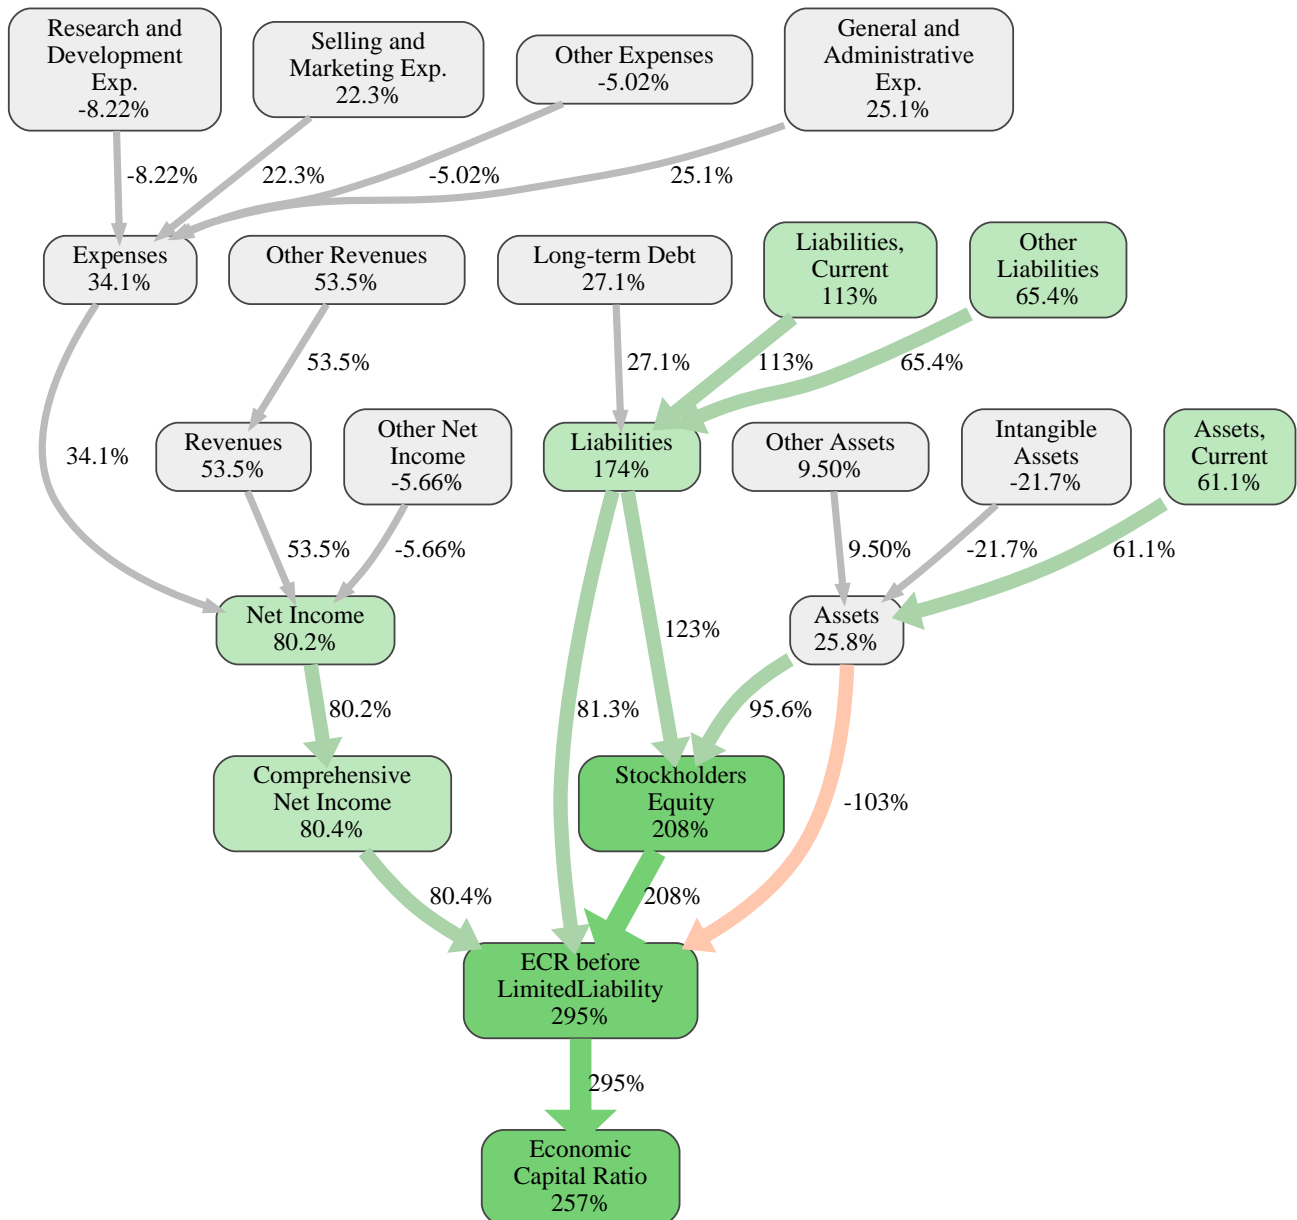 Research and
Development
Exp.
-8.22%
Selling and
Marketing Exp.
22.3%
Other Expenses
-5.02%
General and
Administrative
Exp.
25.1%
-8.22%
22.3%
-5.02%
25.1%
Expenses
34.1%
Other Revenues
53.5%
Long-term Debt
27.1%
Liabilities,
Current
113%
Other
Liabilities
65.4%
53.5%
27.1%
113%
65.4%
34.1%
Revenues
53.5%
Other Net
Income
-5.66%
Liabilities
174%
Other Assets
9.50%
Intangible
Assets
-21.7%
Assets,
Current
61.1%
53.5%
-5.66%
9.50%
-21.7%
61.1%
Net Income
80.2%
123%
Assets
25.8%
80.2%
81.3%
95.6%
Comprehensive
Net Income
80.4%
Stockholders
Equity
208%
-103%
80.4%
208%
ECR before
LimitedLiability
295%
295%
Economic
Capital Ratio
257%